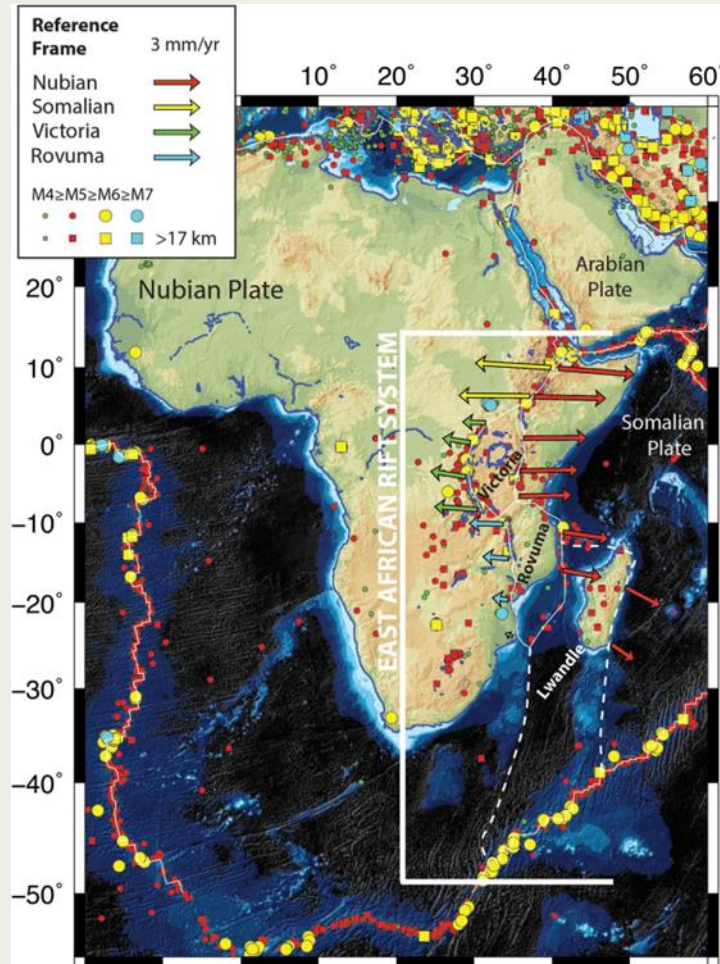 Reference
Frame
3 mm/yr
Nubian
Somalian
Victoria
Rovuma
M4≥M5≥M6≥M7
>17 km
10° 20° 30° 40° 50° 60°
20°
10°
0°
−10°
−20°
−30°
−40°
−50°
Nubian Plate
Arabian
Plate
Somalian
Plate
EAST AFRICAN RIFT SYSTEM
Victoria
Rovuma
Lwandle